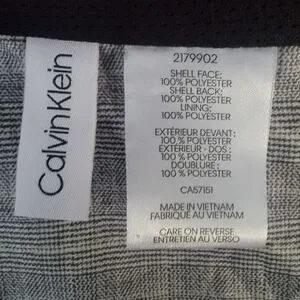 Calvin Klein
2179902
SHELL FACE:
100% POLYESTER
SHELL BACK:
100% POLYESTER
LINING:
100% POLYESTER
EXTÉRIEUR DEVANT:
100 % POLYESTER
EXTÉRIEUR - DOS :
100 % POLYESTER
DOUBLURE :
100 % POLYESTER
CA57151
MADE IN VIETNAM
FABRIQUÉ AU VIETNAM
CARE ON REVERSE
ENTRETIEN AU VERSO